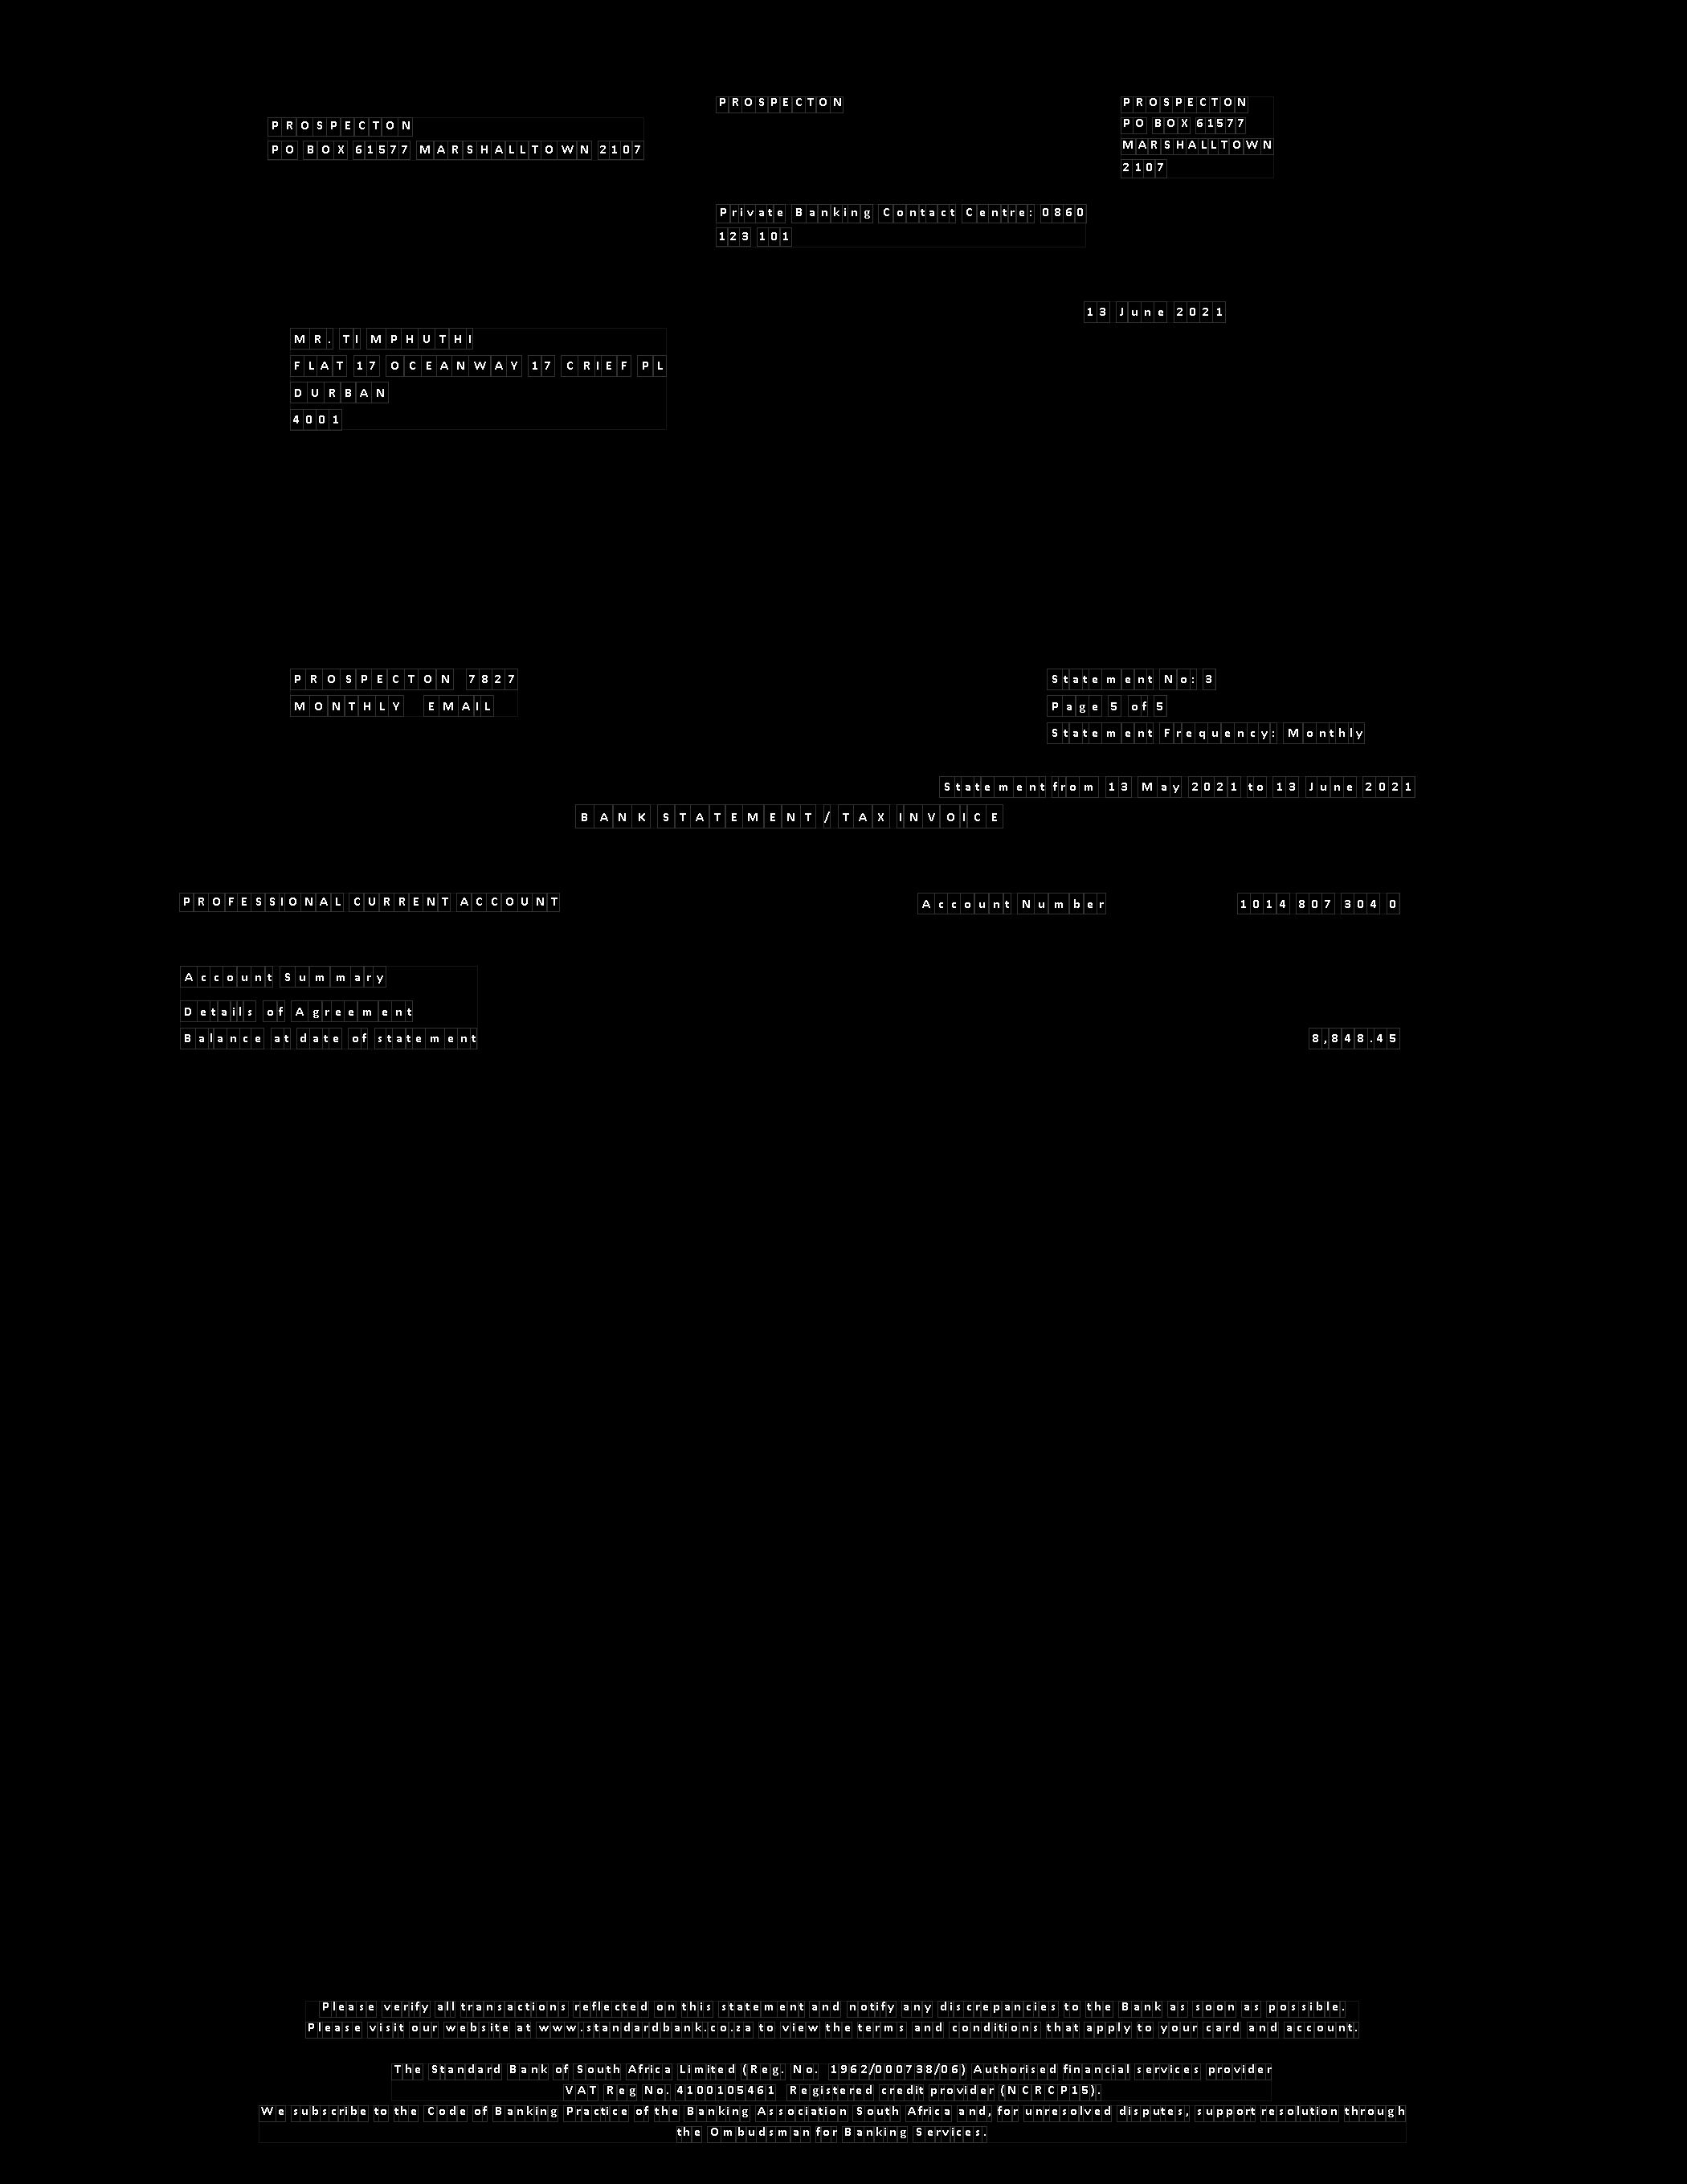 PROSPECTON
PO BOX 61577 MARSHALLTOWN 2107
PROSPECTON
PROSPECTON
PO BOX 61577
MARSHALLTOWN
2107
Private Banking Contact Centre: 0860
123 101
13 June 2021
MR. TI MPHUTHI
FLAT 17 OCEANWAY 17 CRIEF PL
DURBAN
4001
PROSPECTON 7827
MONTHLY EMAIL
Statement No: 3
Page 5 of 5
Statement Frequency: Monthly
Statement from 13 May 2021 to 13 June 2021
BANK STATEMENT / TAX INVOICE
PROFESSIONAL CURRENT ACCOUNT
Account Number 1014 807 304 0
Account Summary
Details of Agreement
Balance at date of statement 8,848.45
Please verify all transactions reflected on this statement and notify any discrepancies to the Bank as soon as possible.
Please visit our website at www.standardbank.co.za to view the terms and conditions that apply to your card and account.
The Standard Bank of South Africa Limited (Reg. No. 1962/000738/06) Authorised financial services provider
VAT Reg No. 4100105461 Registered credit provider (NCRCP15).
We subscribe to the Code of Banking Practice of the Banking Association South Africa and, for unresolved disputes, support resolution through
the Ombudsman for Banking Services.